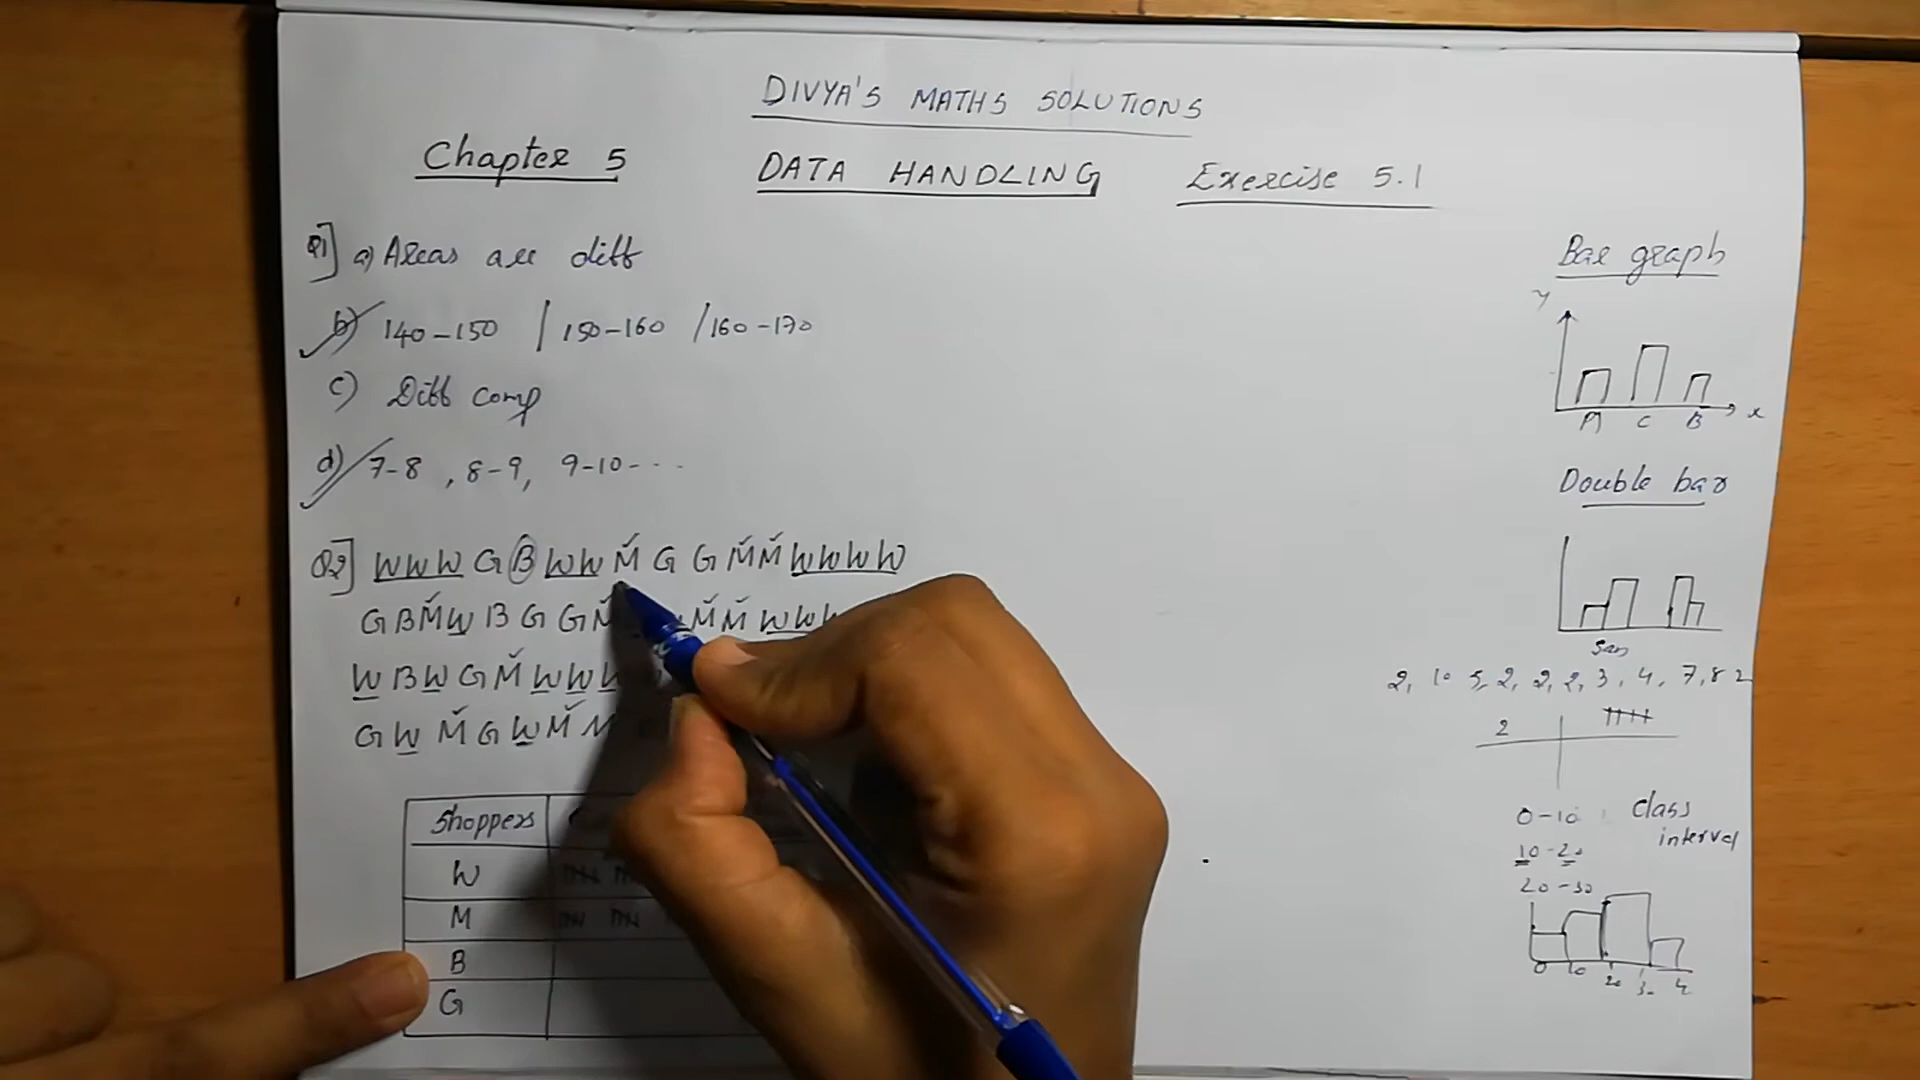 DIVYA'S MATHS SOLUTIONS
Chapter 5 DATA HANDLING Exercise 5.1
Q1] a) Areas are diff
b) 140-150 / 150-160 / 160-170
c) Diff comp
d) 7-8, 8-9, 9-10---
Q2] W W W G B W W M G G M M W W W W
G B M W B G G M M M W W
W B W G M W W W
G W M G W M M
Shoppers
W
M
B
G
Bar graph
y
x
C B
Double bar
San
2, 10 5, 2, 2, 2, 3, 4, 7, 8 2
2
0-10 Class
interval
10-20
20-30
0 10 20 3 4